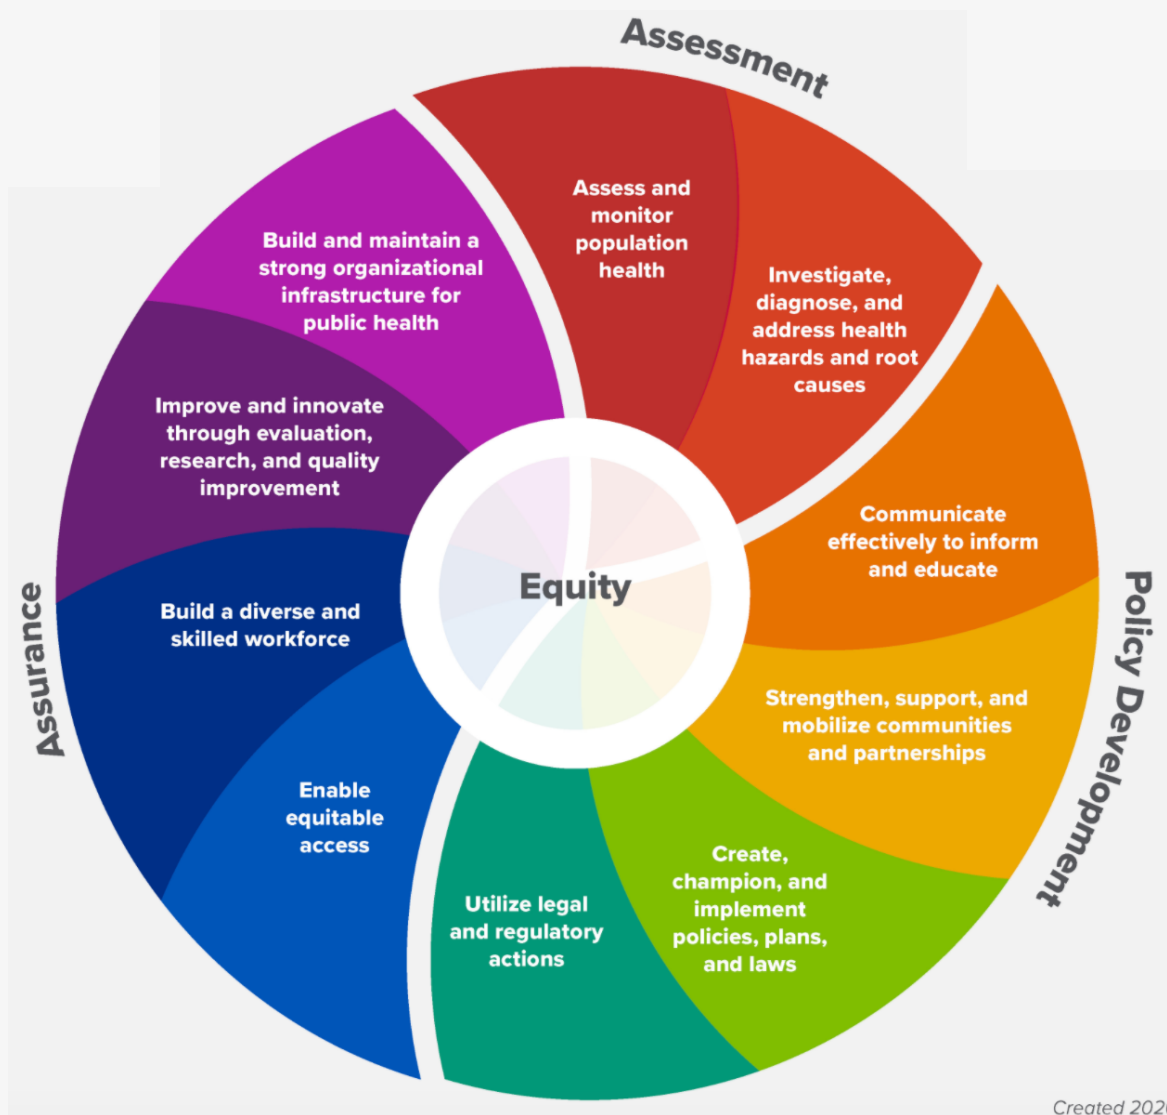 Assessment
Assess and
monitor
population
health
Investigate,
diagnose, and
address health
hazards and root
causes
Communicate
effectively to inform
and educate
Strengthen, support, and
mobilize communities
and partnerships
Policy Development
Create,
champion, and
implement
policies, plans,
and laws
Utilize legal
and regulatory
actions
Enable
equitable
access
Build a diverse and
skilled workforce
Assurance
Improve and innovate
through evaluation,
research, and quality
improvement
Build and maintain a
strong organizational
infrastructure for
public health
Equity
Created